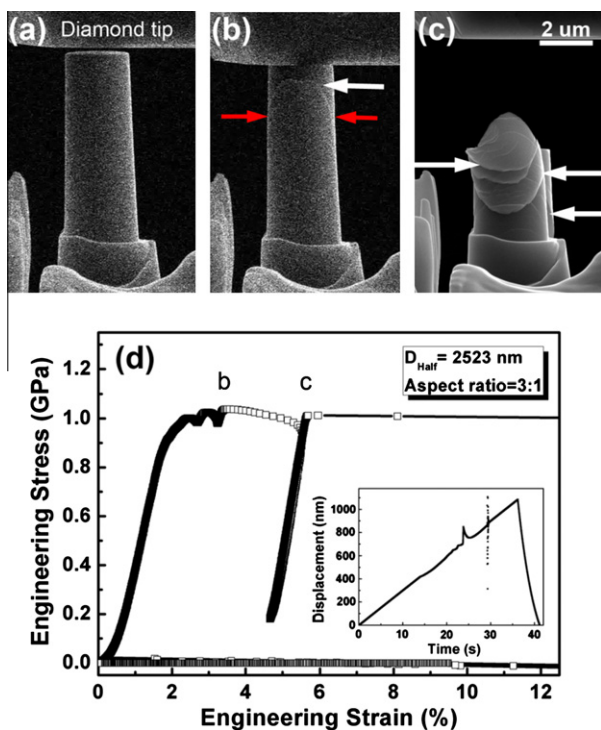 (a) Diamond tip (b) (c) 2 um
(d) b c
D_Half = 2523 nm
Aspect ratio=3:1
Engineering Stress (GPa)
1.2
1.0
0.8
0.6
0.4
0.2
0.0
0 2 4 6 8 10 12
Engineering Strain (%)
Displacement (nm)
1000
800
600
400
200
0
0 10 20 30 40
Time (s)